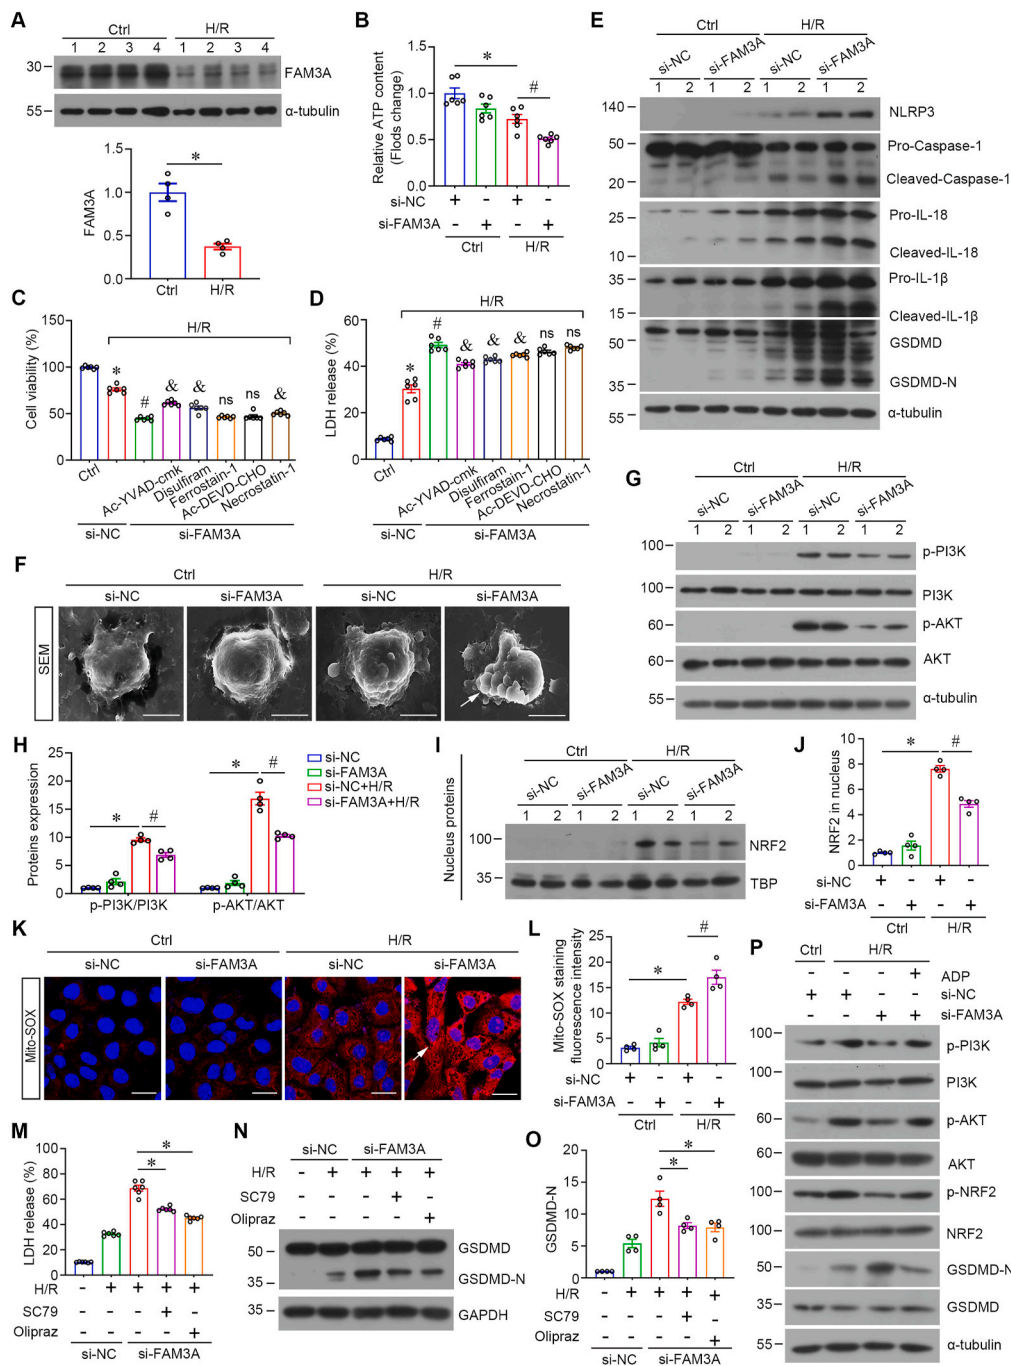 A
Ctrl
H/R
1 2 3 4 1 2 3 4
30
FAM3A
55
α-tubulin
FAM3A
1.5
1.0
0.5
0.0
*
Ctrl
H/R
B
Relative ATP content
(Flods change)
1.5
1.0
0.5
0.0
*
#
si-NC + - + -
si-FAM3A - + - +
Ctrl
H/R
C
H/R
Cell viability (%)
150
100
50
0
* # & & ns ns &
Ctrl
Ac-YVAD-cmk
Disulfiram
Ferrostain-1
Ac-DEVD-CHO
Necrostatin-1
si-NC
si-FAM3A
D
H/R
LDH release (%)
60
40
20
0
* # & & & ns ns
Ctrl
Ac-YVAD-cmk
Disulfiram
Ferrostain-1
Ac-DEVD-CHO
Necrostatin-1
si-NC
si-FAM3A
E
Ctrl
H/R
si-NC si-FAM3A si-NC si-FAM3A
1 2 1 2 1 2 1 2
140
NLRP3
50
Pro-Caspase-1
20
Cleaved-Caspase-1
25
Pro-IL-18
10
Cleaved-IL-18
35
Pro-IL-1β
15
Cleaved-IL-1β
50
GSDMD
35
GSDMD-N
55
α-tubulin
F
Ctrl
H/R
si-NC si-FAM3A si-NC si-FAM3A
SEM
G
Ctrl
H/R
si-NC si-FAM3A si-NC si-FAM3A
1 2 1 2 1 2 1 2
100
p-PI3K
100
PI3K
60
p-AKT
60
AKT
55
α-tubulin
H
Proteins expression
25
20
15
10
5
0
* # * #
si-NC
si-FAM3A
si-NC+H/R
si-FAM3A+H/R
p-PI3K/PI3K
p-AKT/AKT
I
Nucleus proteins
Ctrl
H/R
si-NC si-FAM3A si-NC si-FAM3A
1 2 1 2 1 2 1 2
100
NRF2
35
TBP
J
NRF2 in nucleus
10
8
6
4
2
0
* #
si-NC + - + -
si-FAM3A - + - +
Ctrl
H/R
K
Ctrl
H/R
si-NC si-FAM3A si-NC si-FAM3A
Mito-SOX
L
Mito-SOX staining
fluorescence intensity
25
20
15
10
5
0
* #
si-NC + - + -
si-FAM3A - + - +
Ctrl
H/R
M
LDH release (%)
100
80
60
40
20
0
*
*
H/R - + + + +
SC79 - - - + -
Olipraz - - - - +
si-NC
si-FAM3A
N
si-NC
si-FAM3A
H/R - + + + +
SC79 - - - + -
Olipraz - - - - +
50
GSDMD
35
GSDMD-N
35
GAPDH
O
GSDMD-N
20
15
10
5
0
*
*
H/R - + + + +
SC79 - - - + -
Olipraz - - - - +
si-NC
si-FAM3A
P
Ctrl
H/R
- - - + ADP
+ + - - si-NC
- - + + si-FAM3A
100
p-PI3K
100
PI3K
60
p-AKT
60
AKT
100
p-NRF2
100
NRF2
50
GSDMD-N
35
GSDMD
55
α-tubulin